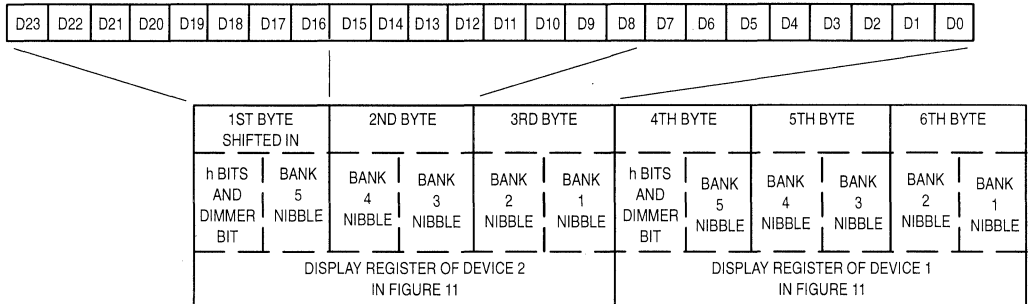 D23 D22 D21 D20 D19 D18 D17 D16 D15 D14 D13 D12 D11 D10 D9 D8 D7 D6 D5 D4 D3 D2 D1 D0
1ST BYTE SHIFTED IN
2ND BYTE
3RD BYTE
4TH BYTE
5TH BYTE
6TH BYTE
h BITS AND DIMMER BIT
BANK 5 NIBBLE
BANK 4 NIBBLE
BANK 3 NIBBLE
BANK 2 NIBBLE
BANK 1 NIBBLE
h BITS AND DIMMER BIT
BANK 5 NIBBLE
BANK 4 NIBBLE
BANK 3 NIBBLE
BANK 2 NIBBLE
BANK 1 NIBBLE
DISPLAY REGISTER OF DEVICE 2
IN FIGURE 11
DISPLAY REGISTER OF DEVICE 1
IN FIGURE 11